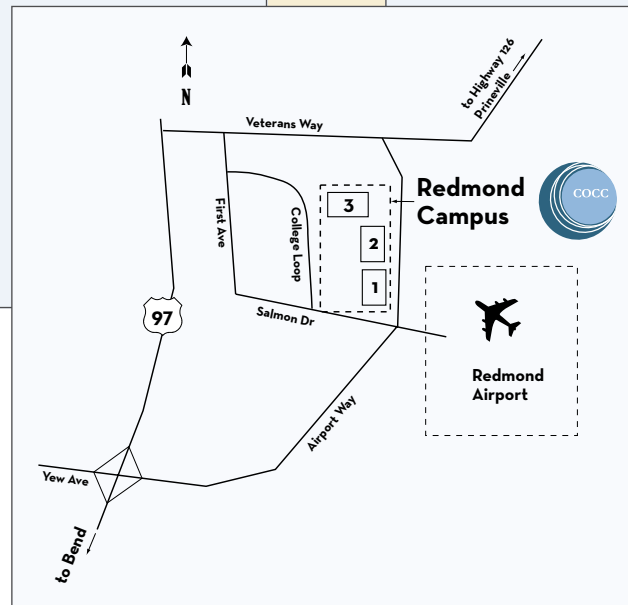 N
to Highway 126
Prineville
Veterans Way
First Ave
College Loop
3
2
1
Redmond
Campus
COCC
97
Salmon Dr
Redmond
Airport
Airport Way
Yew Ave
to Bend